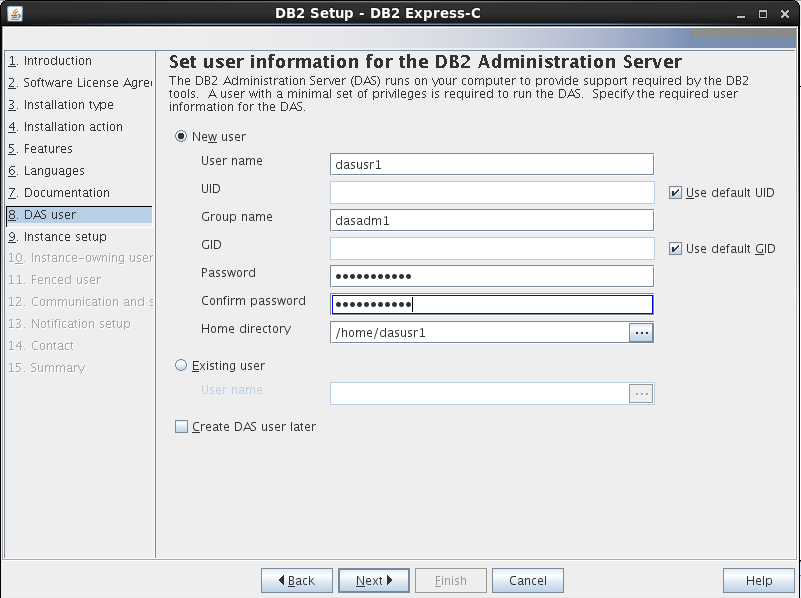 DB2 Setup - DB2 Express-C
1. Introduction
2. Software License Agre
3. Installation type
4. Installation action
5. Features
6. Languages
7. Documentation
8. DAS user
9. Instance setup
10. Instance-owning user
11. Fenced user
12. Communication and s
13. Notification setup
14. Contact
15. Summary
Set user information for the DB2 Administration Server
The DB2 Administration Server (DAS) runs on your computer to provide support required by the DB2
tools. A user with a minimal set of privileges is required to run the DAS. Specify the required user
information for the DAS.
New user
User name
dasusr1
UID
Use default UID
Group name
dasadm1
GID
Use default GID
Password
●●●●●●●●●●●
Confirm password
●●●●●●●●●●●
Home directory
/home/dasusr1
...
Existing user
User name
...
Create DAS user later
Back
Next
Finish
Cancel
Help